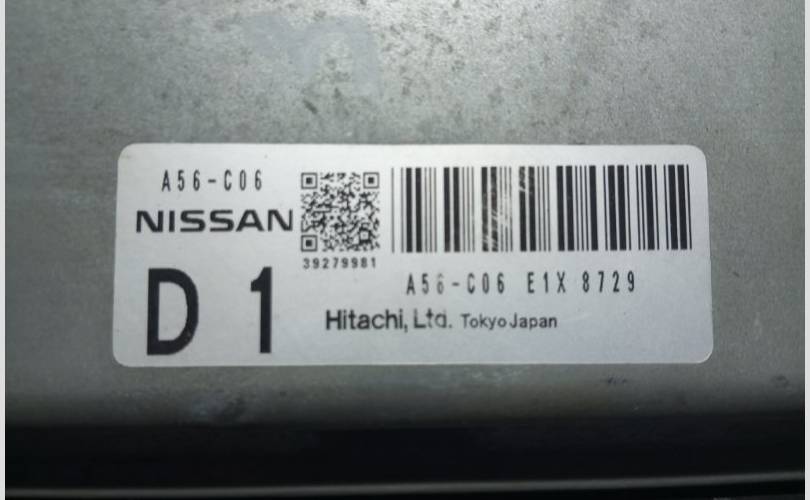 A56-C06
NISSAN
D 1
39279981
A56-C06 E1X 8729
Hitachi, Ltd. Tokyo Japan